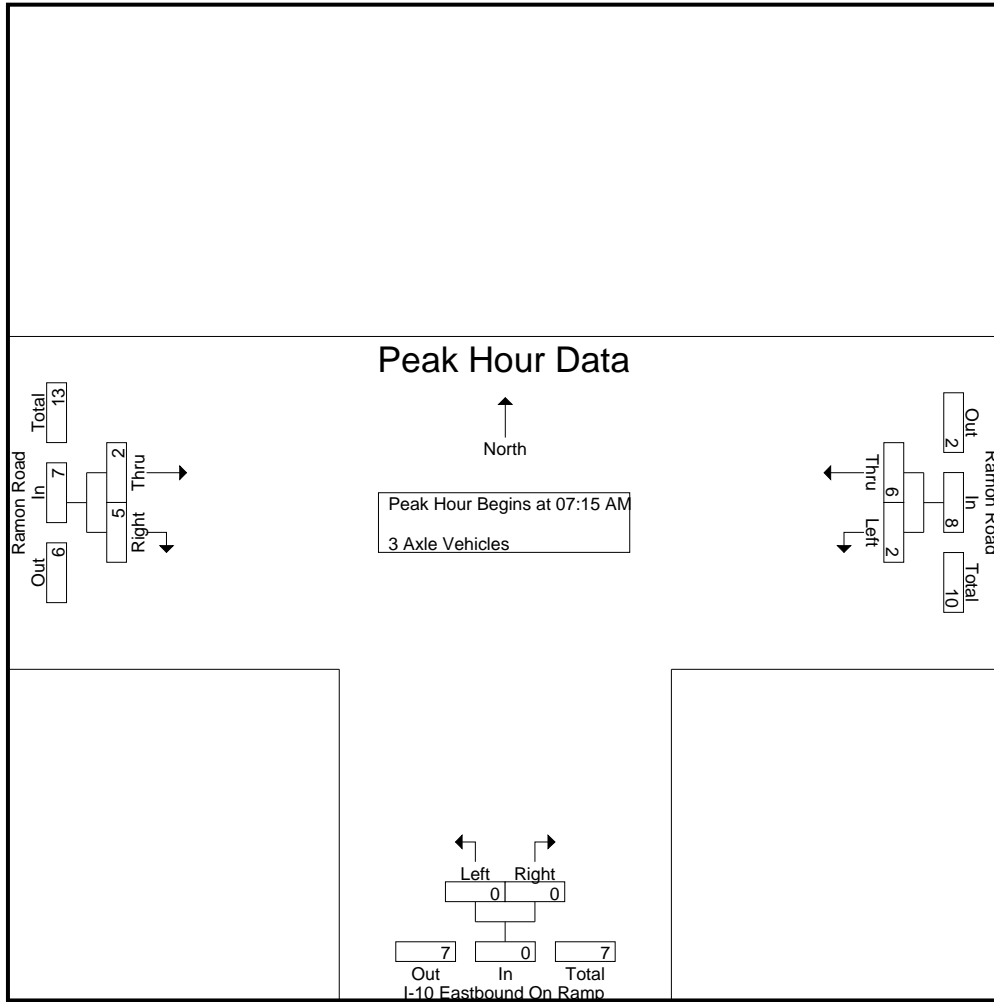 Peak Hour Data
North
Peak Hour Begins at 07:15 AM
3 Axle Vehicles
Ramon Road
Total
13
In
7
Out
6
2
Thru
5
Right
Ramon Road
Out
2
In
8
Total
10
Thru
6
Left
2
Left Right
0 0
7 0 7
Out In Total
I-10 Eastbound On Ramp